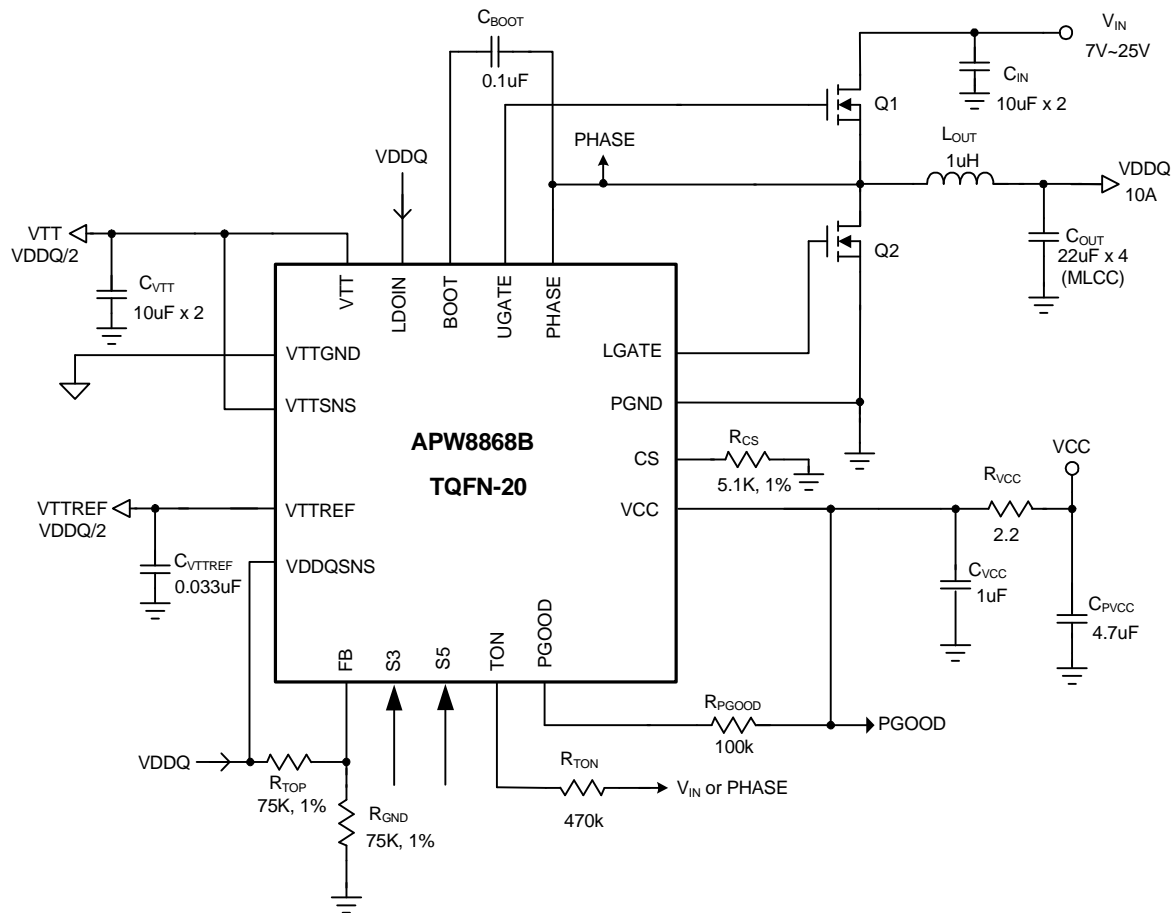 CBOOT
0.1uF
VIN
7V~25V
CIN
10uF x 2
Q1
PHASE
LOUT
1uH
VDDQ
VDDQ
10A
VTT
VDDQ/2
CVTT
10uF x 2
Q2
COUT
22uF x 4
(MLCC)
VTT
LDOIN
BOOT
UGATE
PHASE
VTTGND
LGATE
VTTSNS
PGND
APW8868B
TQFN-20
CS
RCS
5.1K, 1%
VCC
RVCC
2.2
VTTREF
VDDQ/2
VTTREF
VCC
CVTTREF
0.033uF
VDDQSNS
CVCC
1uF
CPVCC
4.7uF
FB
S3
S5
TON
PGOOD
RPGOOD
100k
PGOOD
VDDQ
RTOP
75K, 1%
RTON
470k
VIN or PHASE
RGND
75K, 1%